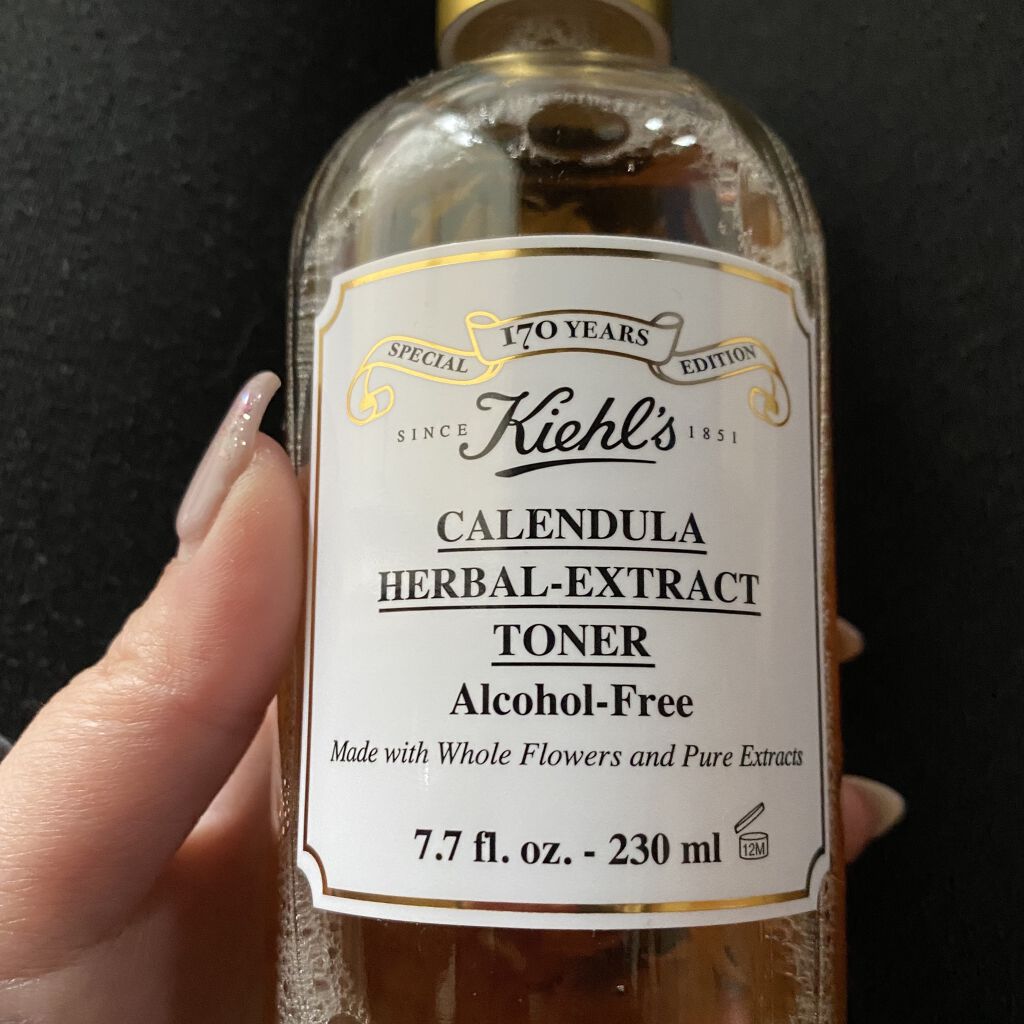 SPECIAL 170 YEARS EDITION
SINCE Kiehl's 1851
CALENDULA
HERBAL-EXTRACT
TONER
Alcohol-Free
Made with Whole Flowers and Pure Extracts
7.7 fl. oz. - 230 ml 12M